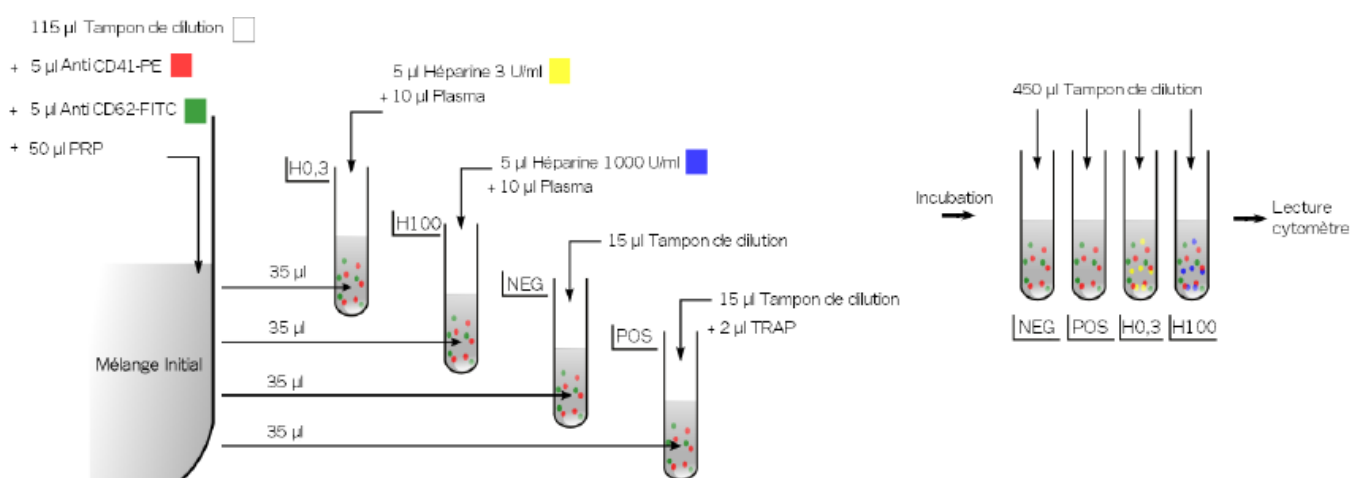 115 µl Tampon de dilution
+ 5 µl Anti CD41-PE
+ 5 µl Anti CD62-FITC
+ 50 µl PRP
Mélange Initial
35 µl
35 µl
35 µl
35 µl
5 µl Héparine 3 U/ml
+ 10 µl Plasma
H0,3
5 µl Héparine 1000 U/ml
+ 10 µl Plasma
H100
15 µl Tampon de dilution
NEG
15 µl Tampon de dilution
+ 2 µl TRAP
POS
450 µl Tampon de dilution
Incubation
Lecture
cytomètre
NEG POS H0,3 H100